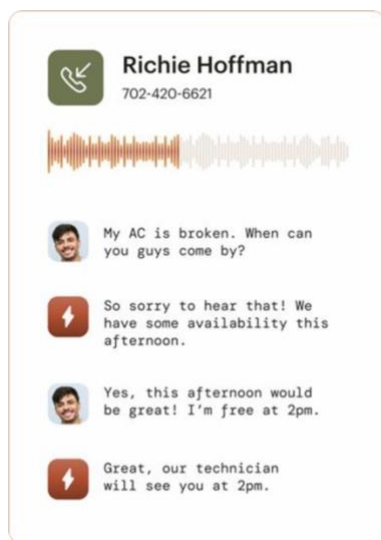 Richie Hoffman
702-420-6621
My AC is broken. When can
you guys come by?
So sorry to hear that! We
have some availability this
afternoon.
Yes, this afternoon would
be great! I'm free at 2pm.
Great, our technician
will see you at 2pm.